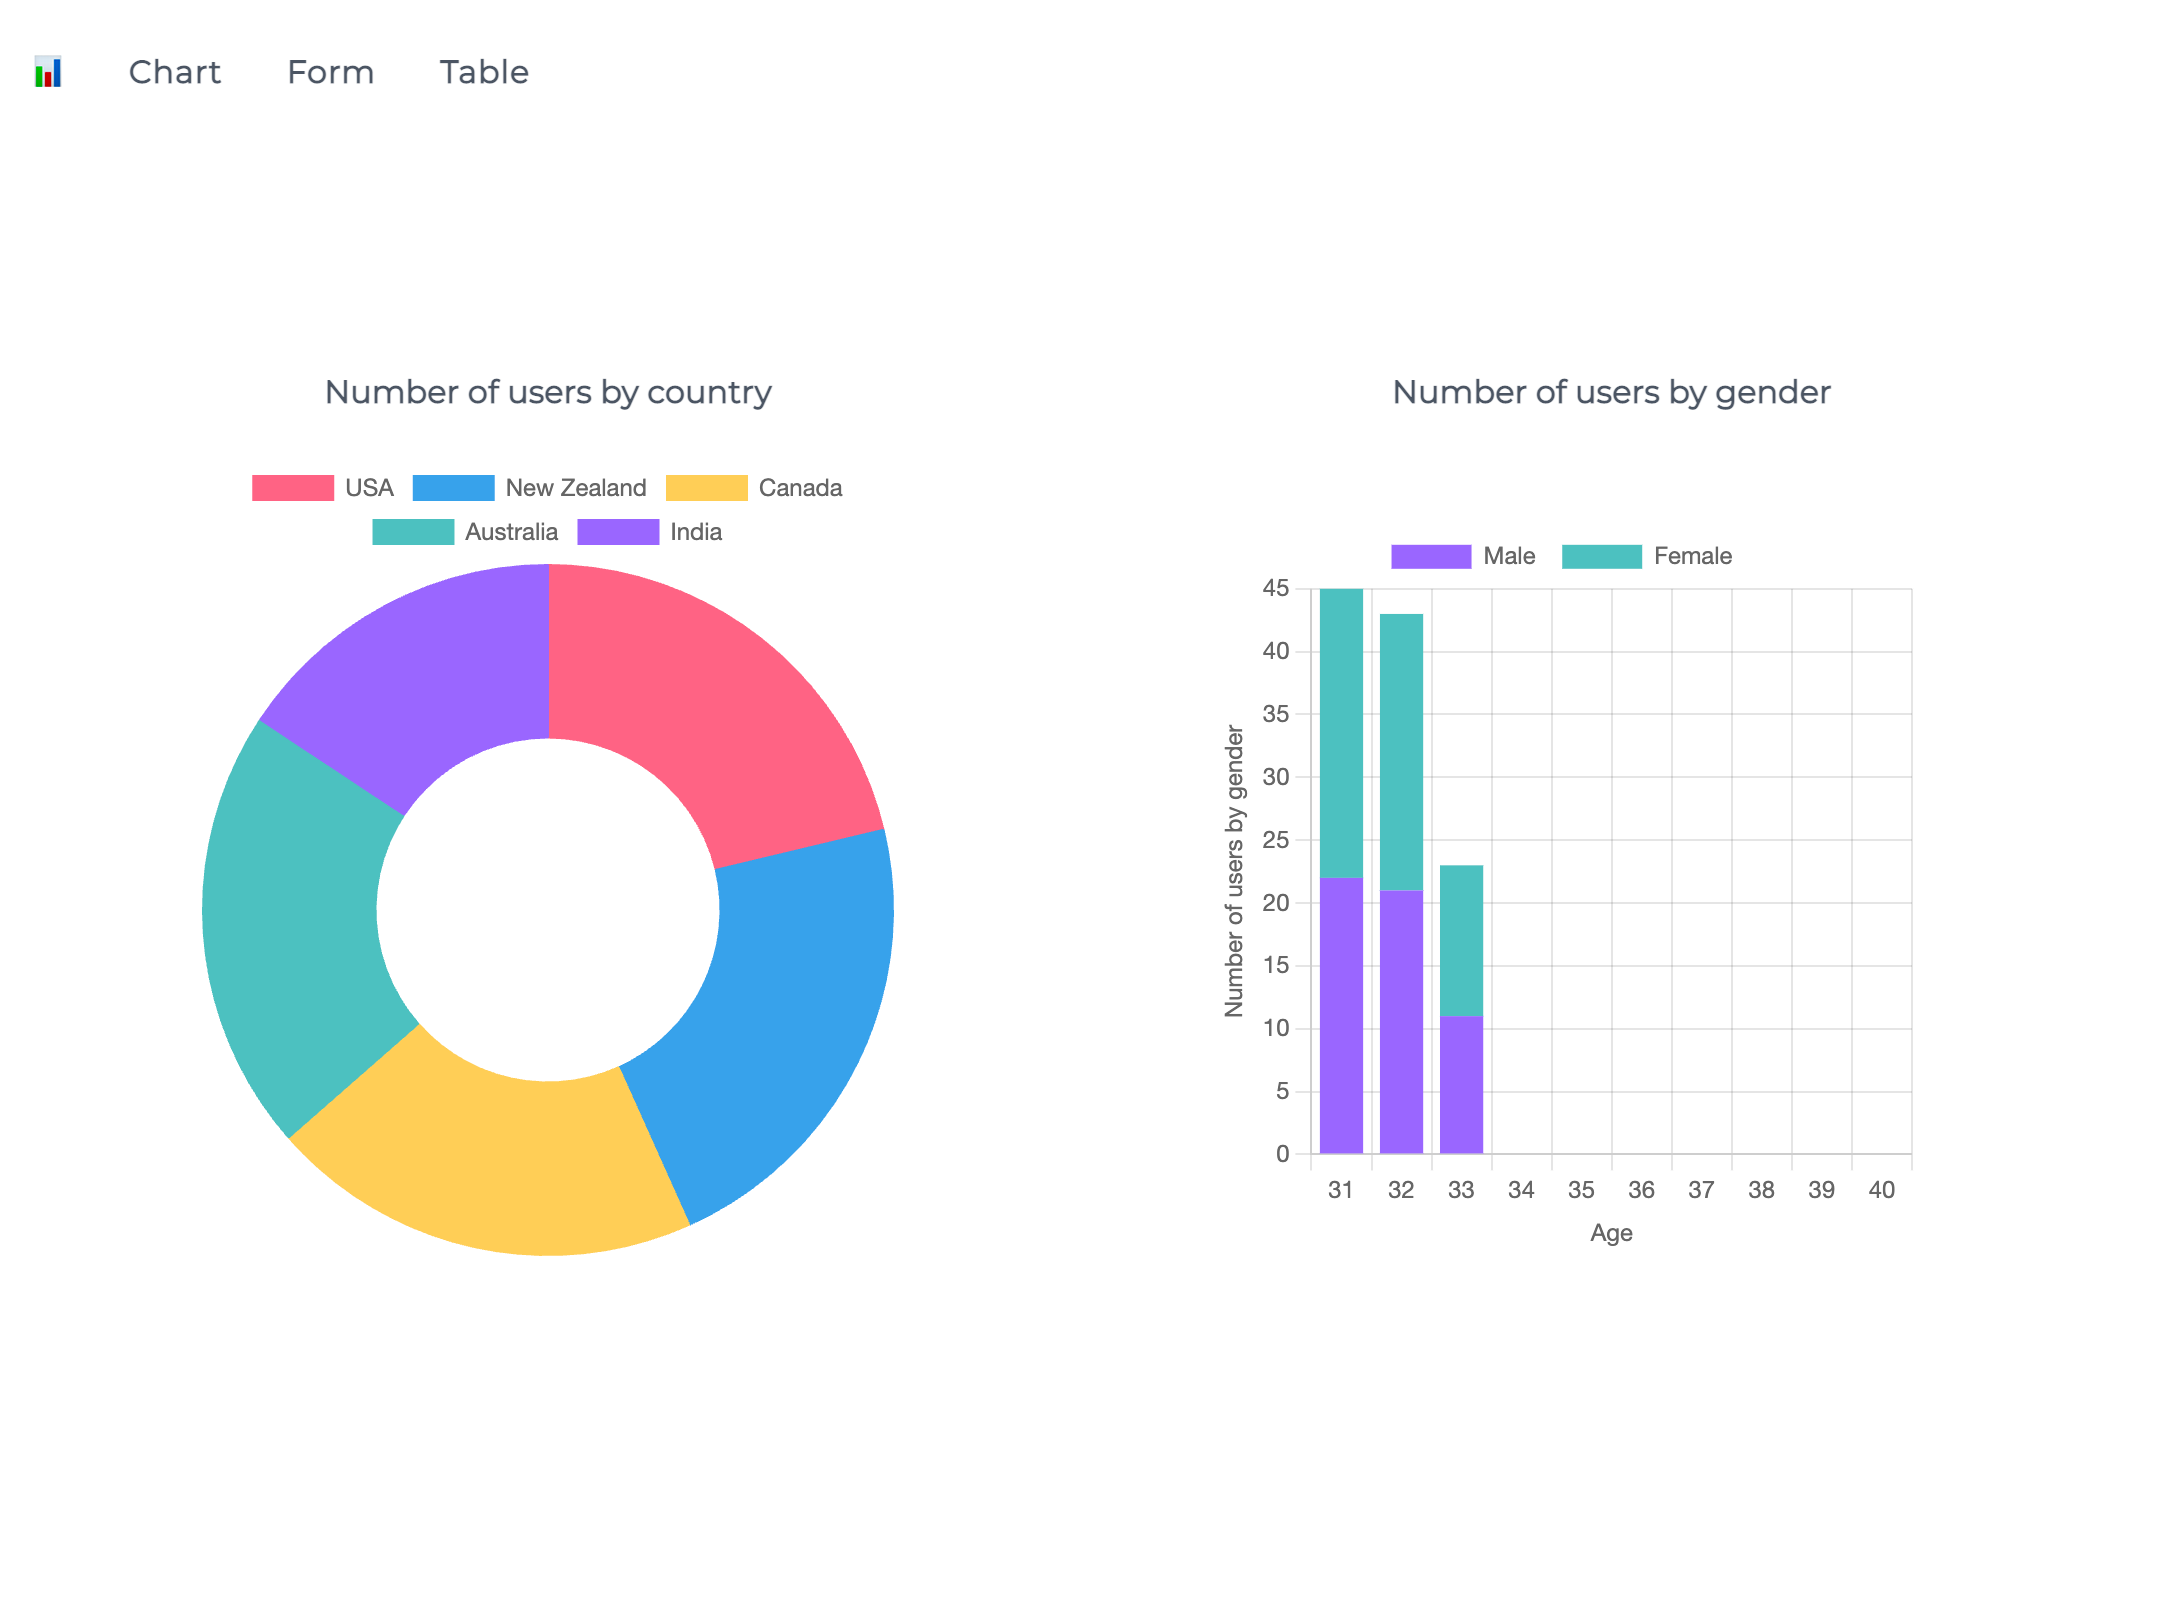 Chart Form Table
Number of users by country
USA New Zealand Canada
Australia India
Number of users by gender
Male Female
45
40
35
30
25
20
15
10
5
0
Number of users by gender
31 32 33 34 35 36 37 38 39 40
Age